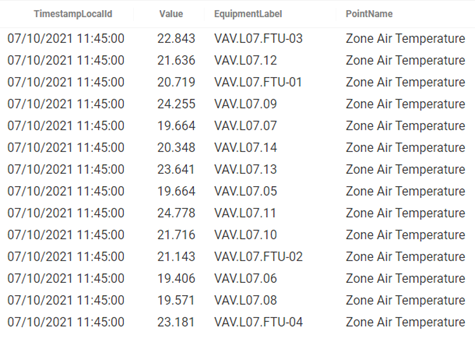 TimestampLocalId Value EquipmentLabel PointName
07/10/2021 11:45:00 22.843 VAV.L07.FTU-03 Zone Air Temperature
07/10/2021 11:45:00 21.636 VAV.L07.12 Zone Air Temperature
07/10/2021 11:45:00 20.719 VAV.L07.FTU-01 Zone Air Temperature
07/10/2021 11:45:00 24.255 VAV.L07.09 Zone Air Temperature
07/10/2021 11:45:00 19.664 VAV.L07.07 Zone Air Temperature
07/10/2021 11:45:00 20.348 VAV.L07.14 Zone Air Temperature
07/10/2021 11:45:00 23.641 VAV.L07.13 Zone Air Temperature
07/10/2021 11:45:00 19.664 VAV.L07.05 Zone Air Temperature
07/10/2021 11:45:00 24.778 VAV.L07.11 Zone Air Temperature
07/10/2021 11:45:00 21.716 VAV.L07.10 Zone Air Temperature
07/10/2021 11:45:00 21.143 VAV.L07.FTU-02 Zone Air Temperature
07/10/2021 11:45:00 19.406 VAV.L07.06 Zone Air Temperature
07/10/2021 11:45:00 19.571 VAV.L07.08 Zone Air Temperature
07/10/2021 11:45:00 23.181 VAV.L07.FTU-04 Zone Air Temperature